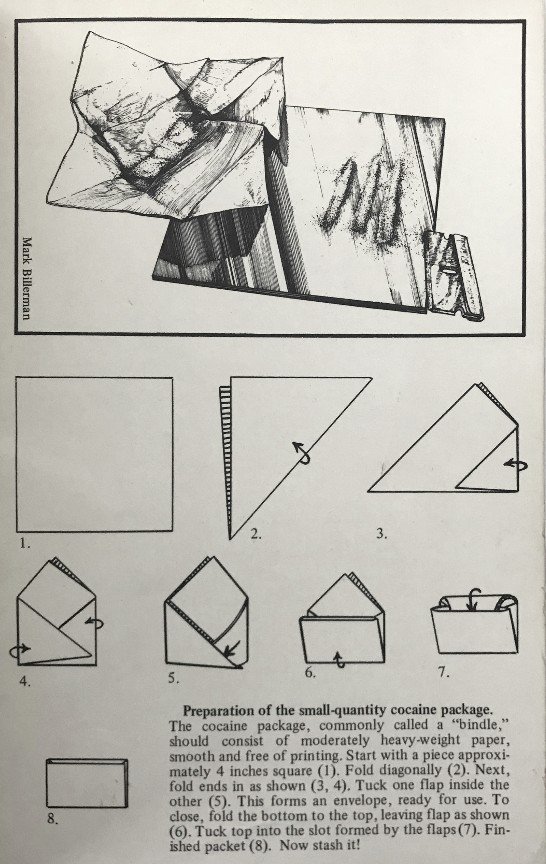 Mark Billerman
1.
2.
3.
4.
5.
6.
7.
8.
Preparation of the small-quantity cocaine package.
The cocaine package, commonly called a “bindle,”
should consist of moderately heavy-weight paper,
smooth and free of printing. Start with a piece approxi-
mately 4 inches square (1). Fold diagonally (2). Next,
fold ends in as shown (3, 4). Tuck one flap inside the
other (5). This forms an envelope, ready for use. To
close, fold the bottom to the top, leaving flap as shown
(6). Tuck top into the slot formed by the flaps (7). Fin-
ished packet (8). Now stash it!